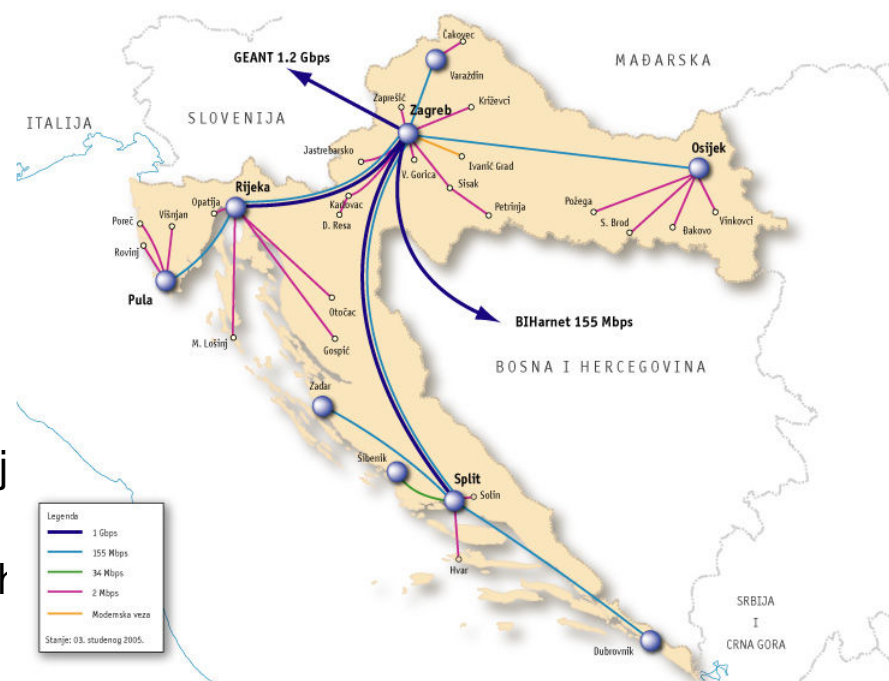 Čakovec
GEANT 1.2 Gbps
MAĐARSKA
Varaždin
Zaprešić
Križevci
Zagreb
ITALIJA
SLOVENIJA
Jastrebarsko
V. Gorica
Ivanić Grad
Osijek
Sisak
Rijeka
Opatija
Karlovac
Petrinja
Požega
Poreč
Višnjan
D. Resa
S. Brod
Đakovo
Vinkovci
Rovinj
Pula
Otočac
BIHarnet 155 Mbps
M. Lošinj
Gospić
BOSNA I HERCEGOVINA
Zadar
Šibenik
Split
Solin
j
Legenda
1 Gbps
155 Mbps
34 Mbps
2 Mbps
Modemska veza
Stanje: 03. studenog 2005.
Hvar
SRBIJA
I
CRNA GORA
Dubrovnik